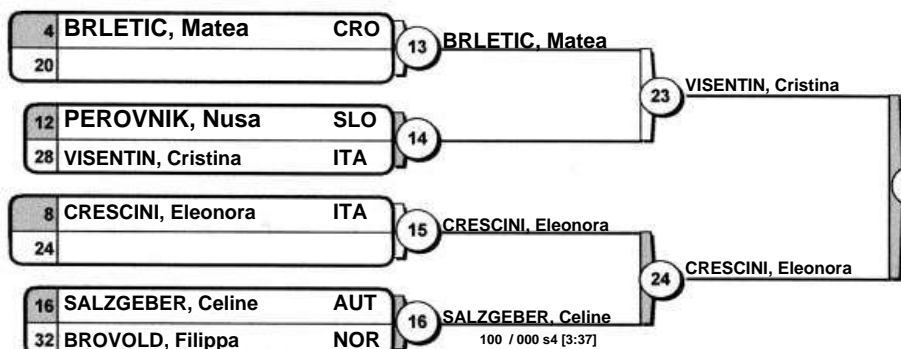 4 BRLETIC, Matea CRO
20
13 BRLETIC, Matea
12 PEROVNIK, Nusa SLO
28 VISENTIN, Cristina ITA
14
23 VISENTIN, Cristina
8 CRESCINI, Eleonora ITA
24
15 CRESCINI, Eleonora
16 SALZGEBER, Celine AUT
32 BROVOLD, Filippa NOR
16 SALZGEBER, Celine
100 / 000 s4 [3:37]
24 CRESCINI, Eleonora